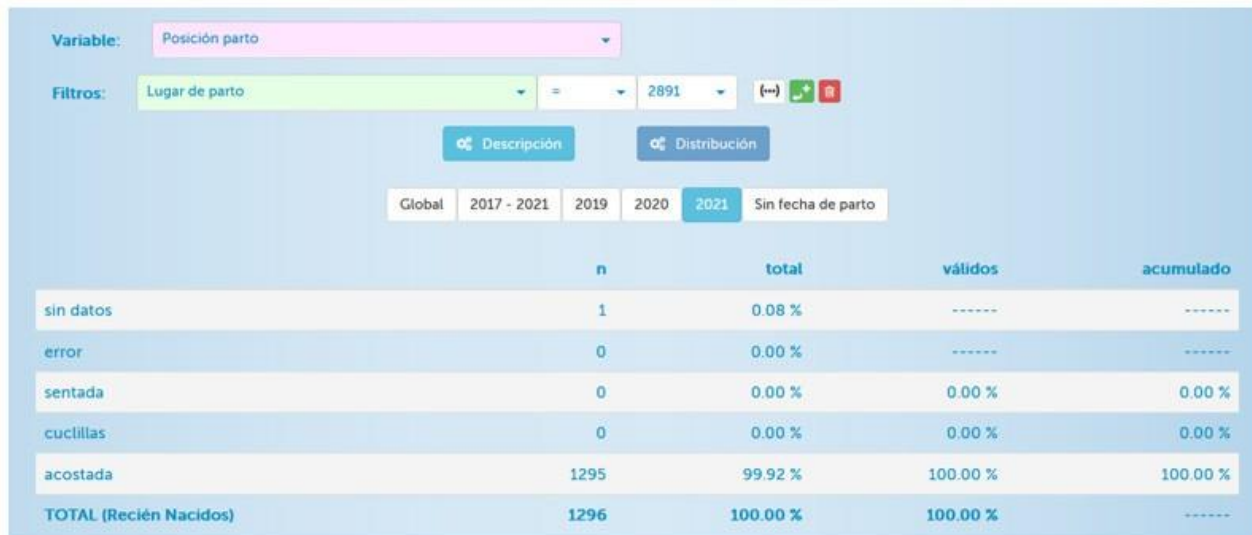 Variable: Posición parto
Filtros: Lugar de parto = 2891 (---)
Descripción Distribución
Global 2017 - 2021 2019 2020 2021 Sin fecha de parto
n total válidos acumulado
sin datos 1 0.08 % ------ ------
error 0 0.00 % ------ ------
sentada 0 0.00 % 0.00 % 0.00 %
cuclillas 0 0.00 % 0.00 % 0.00 %
acostada 1295 99.92 % 100.00 % 100.00 %
TOTAL (Recién Nacidos) 1296 100.00 % 100.00 % ------